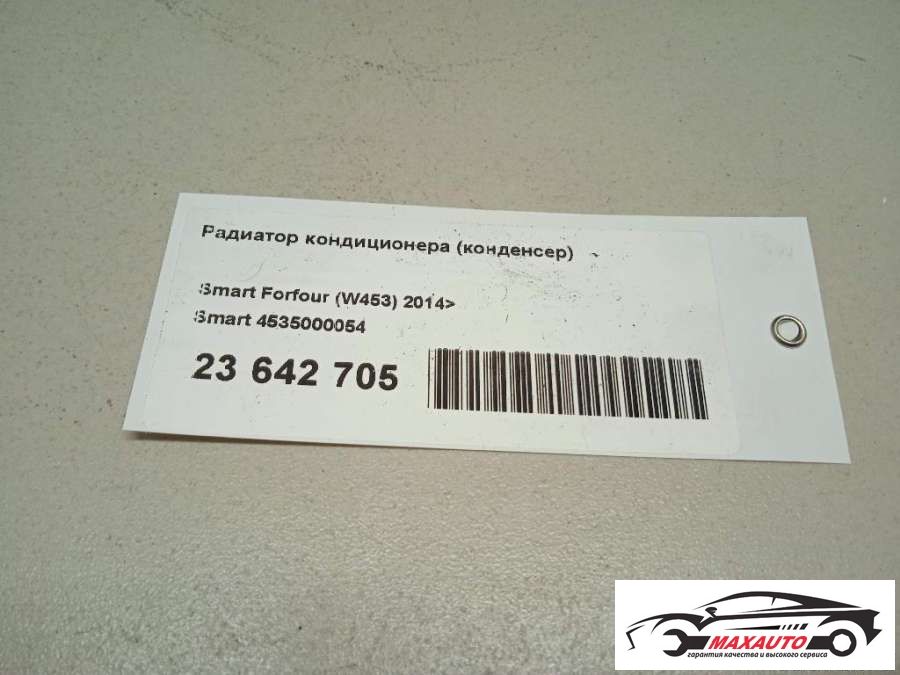 Радиатор кондиционера (конденсер)
Smart Forfour (W453) 2014>
Smart 4535000054
23 642 705
MAXAUTO
гарантия качества и высокого сервиса